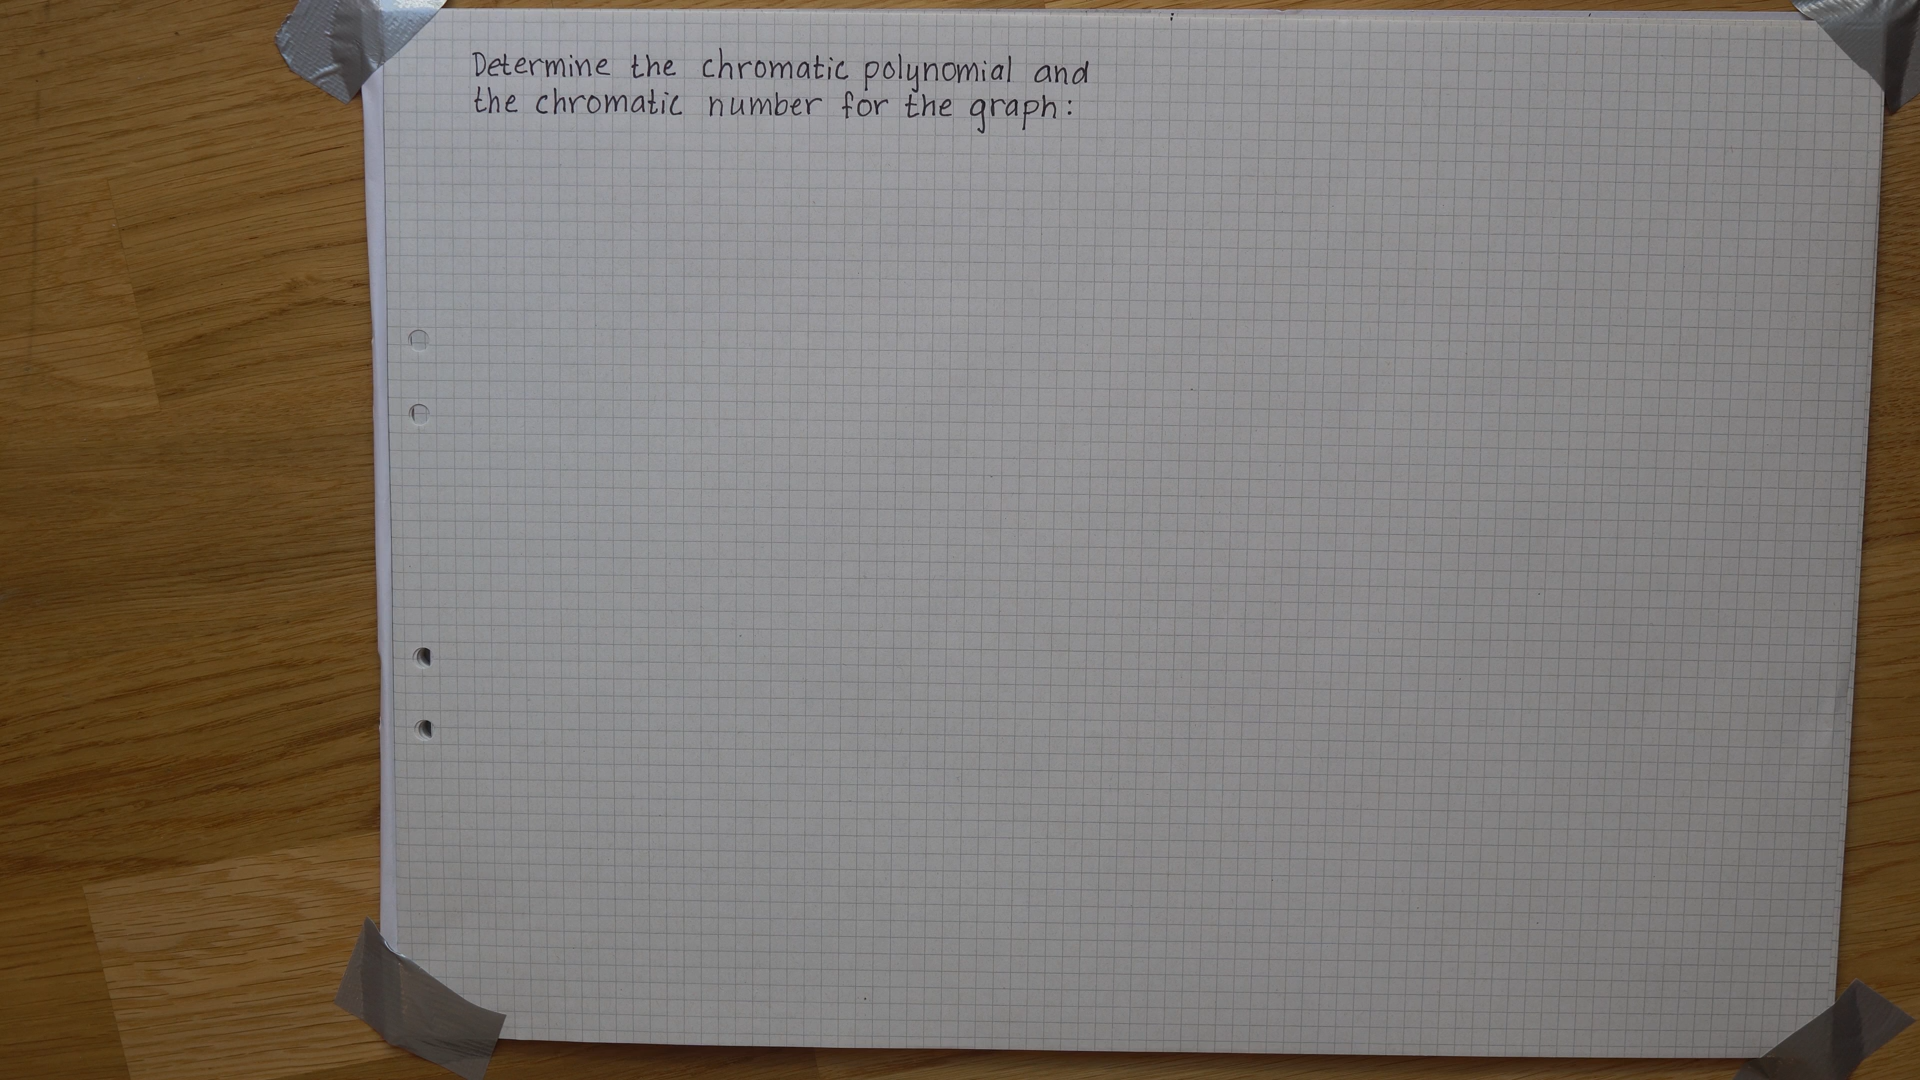 Determine the chromatic polynomial and
the chromatic number for the graph: